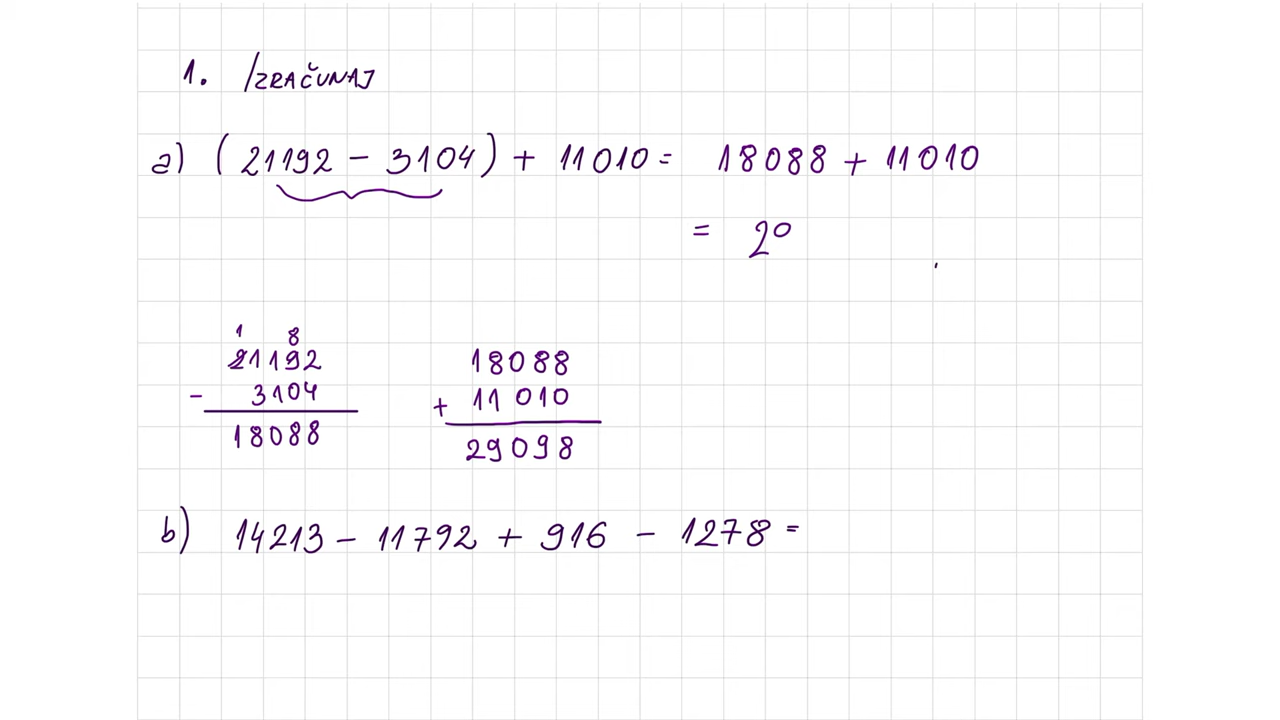 1. IZRAČUNAJ
a) (21192 - 3104) + 11010 = 18088 + 11010
= 20
1 8
21192
- 3104
18088
18088
+ 11010
29098
b) 14213 - 11792 + 916 - 1278 =